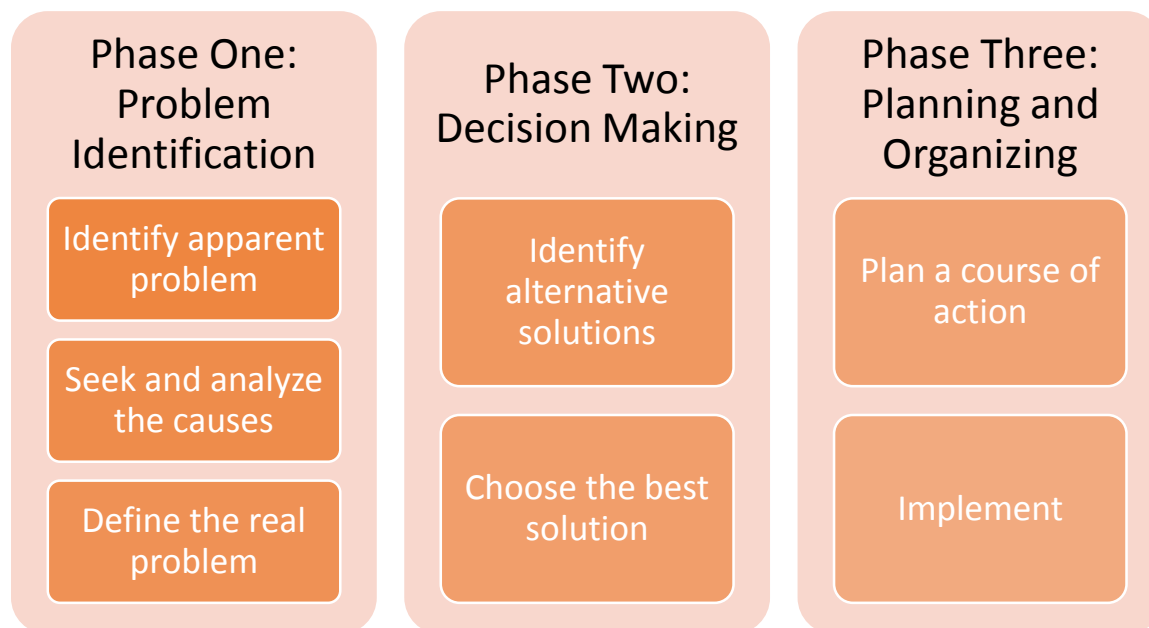 Phase One:
Problem
Identification
Identify apparent
problem
Seek and analyze
the causes
Define the real
problem
Phase Two:
Decision Making
Identify
alternative
solutions
Choose the best
solution
Phase Three:
Planning and
Organizing
Plan a course of
action
Implement